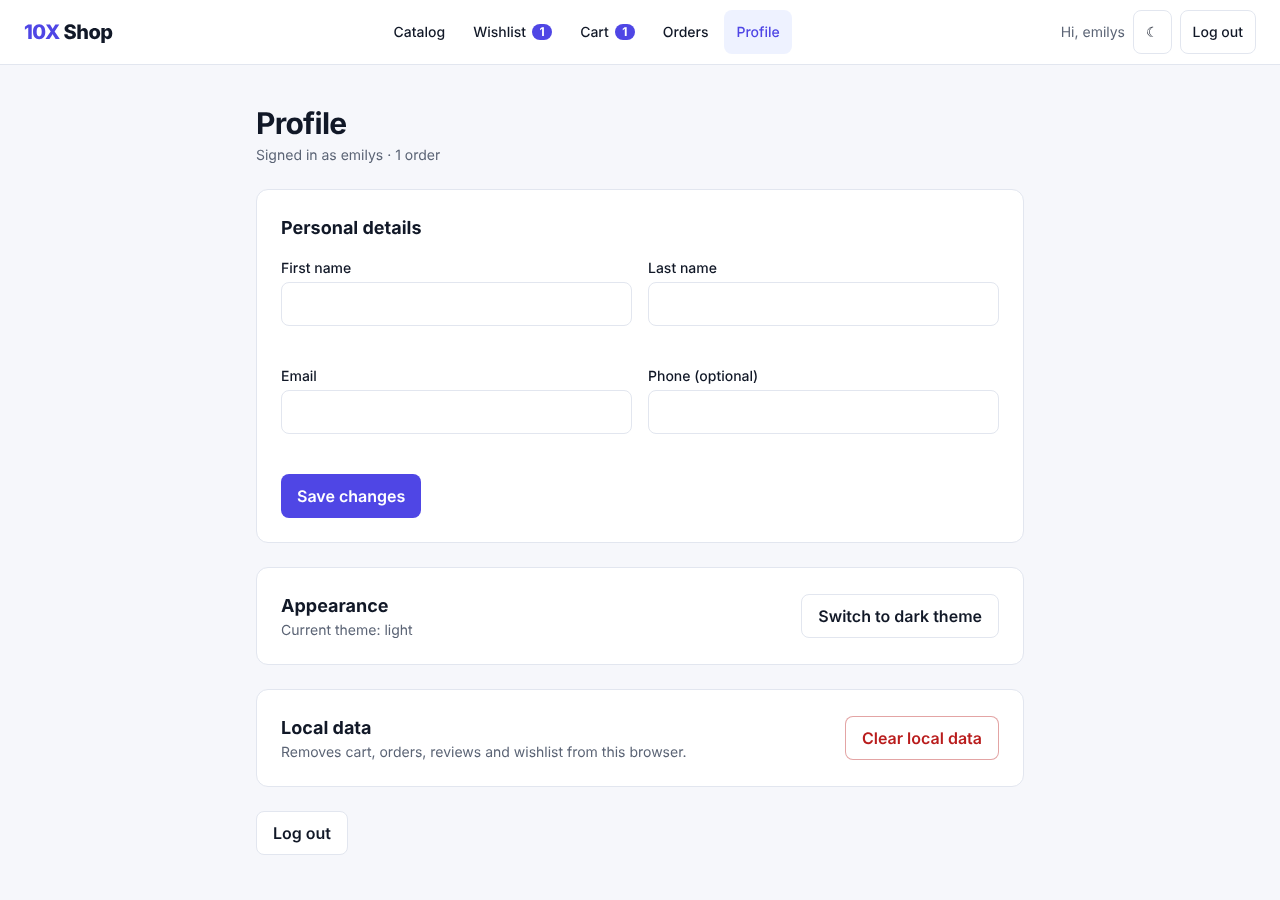 10X Shop Catalog Wishlist 1 Cart 1 Orders Profile Hi, emilys ☾ Log out
Profile
Signed in as emilys · 1 order
Personal details
First name Last name
Email Phone (optional)
Save changes
Appearance
Current theme: light
Switch to dark theme
Local data
Removes cart, orders, reviews and wishlist from this browser.
Clear local data
Log out